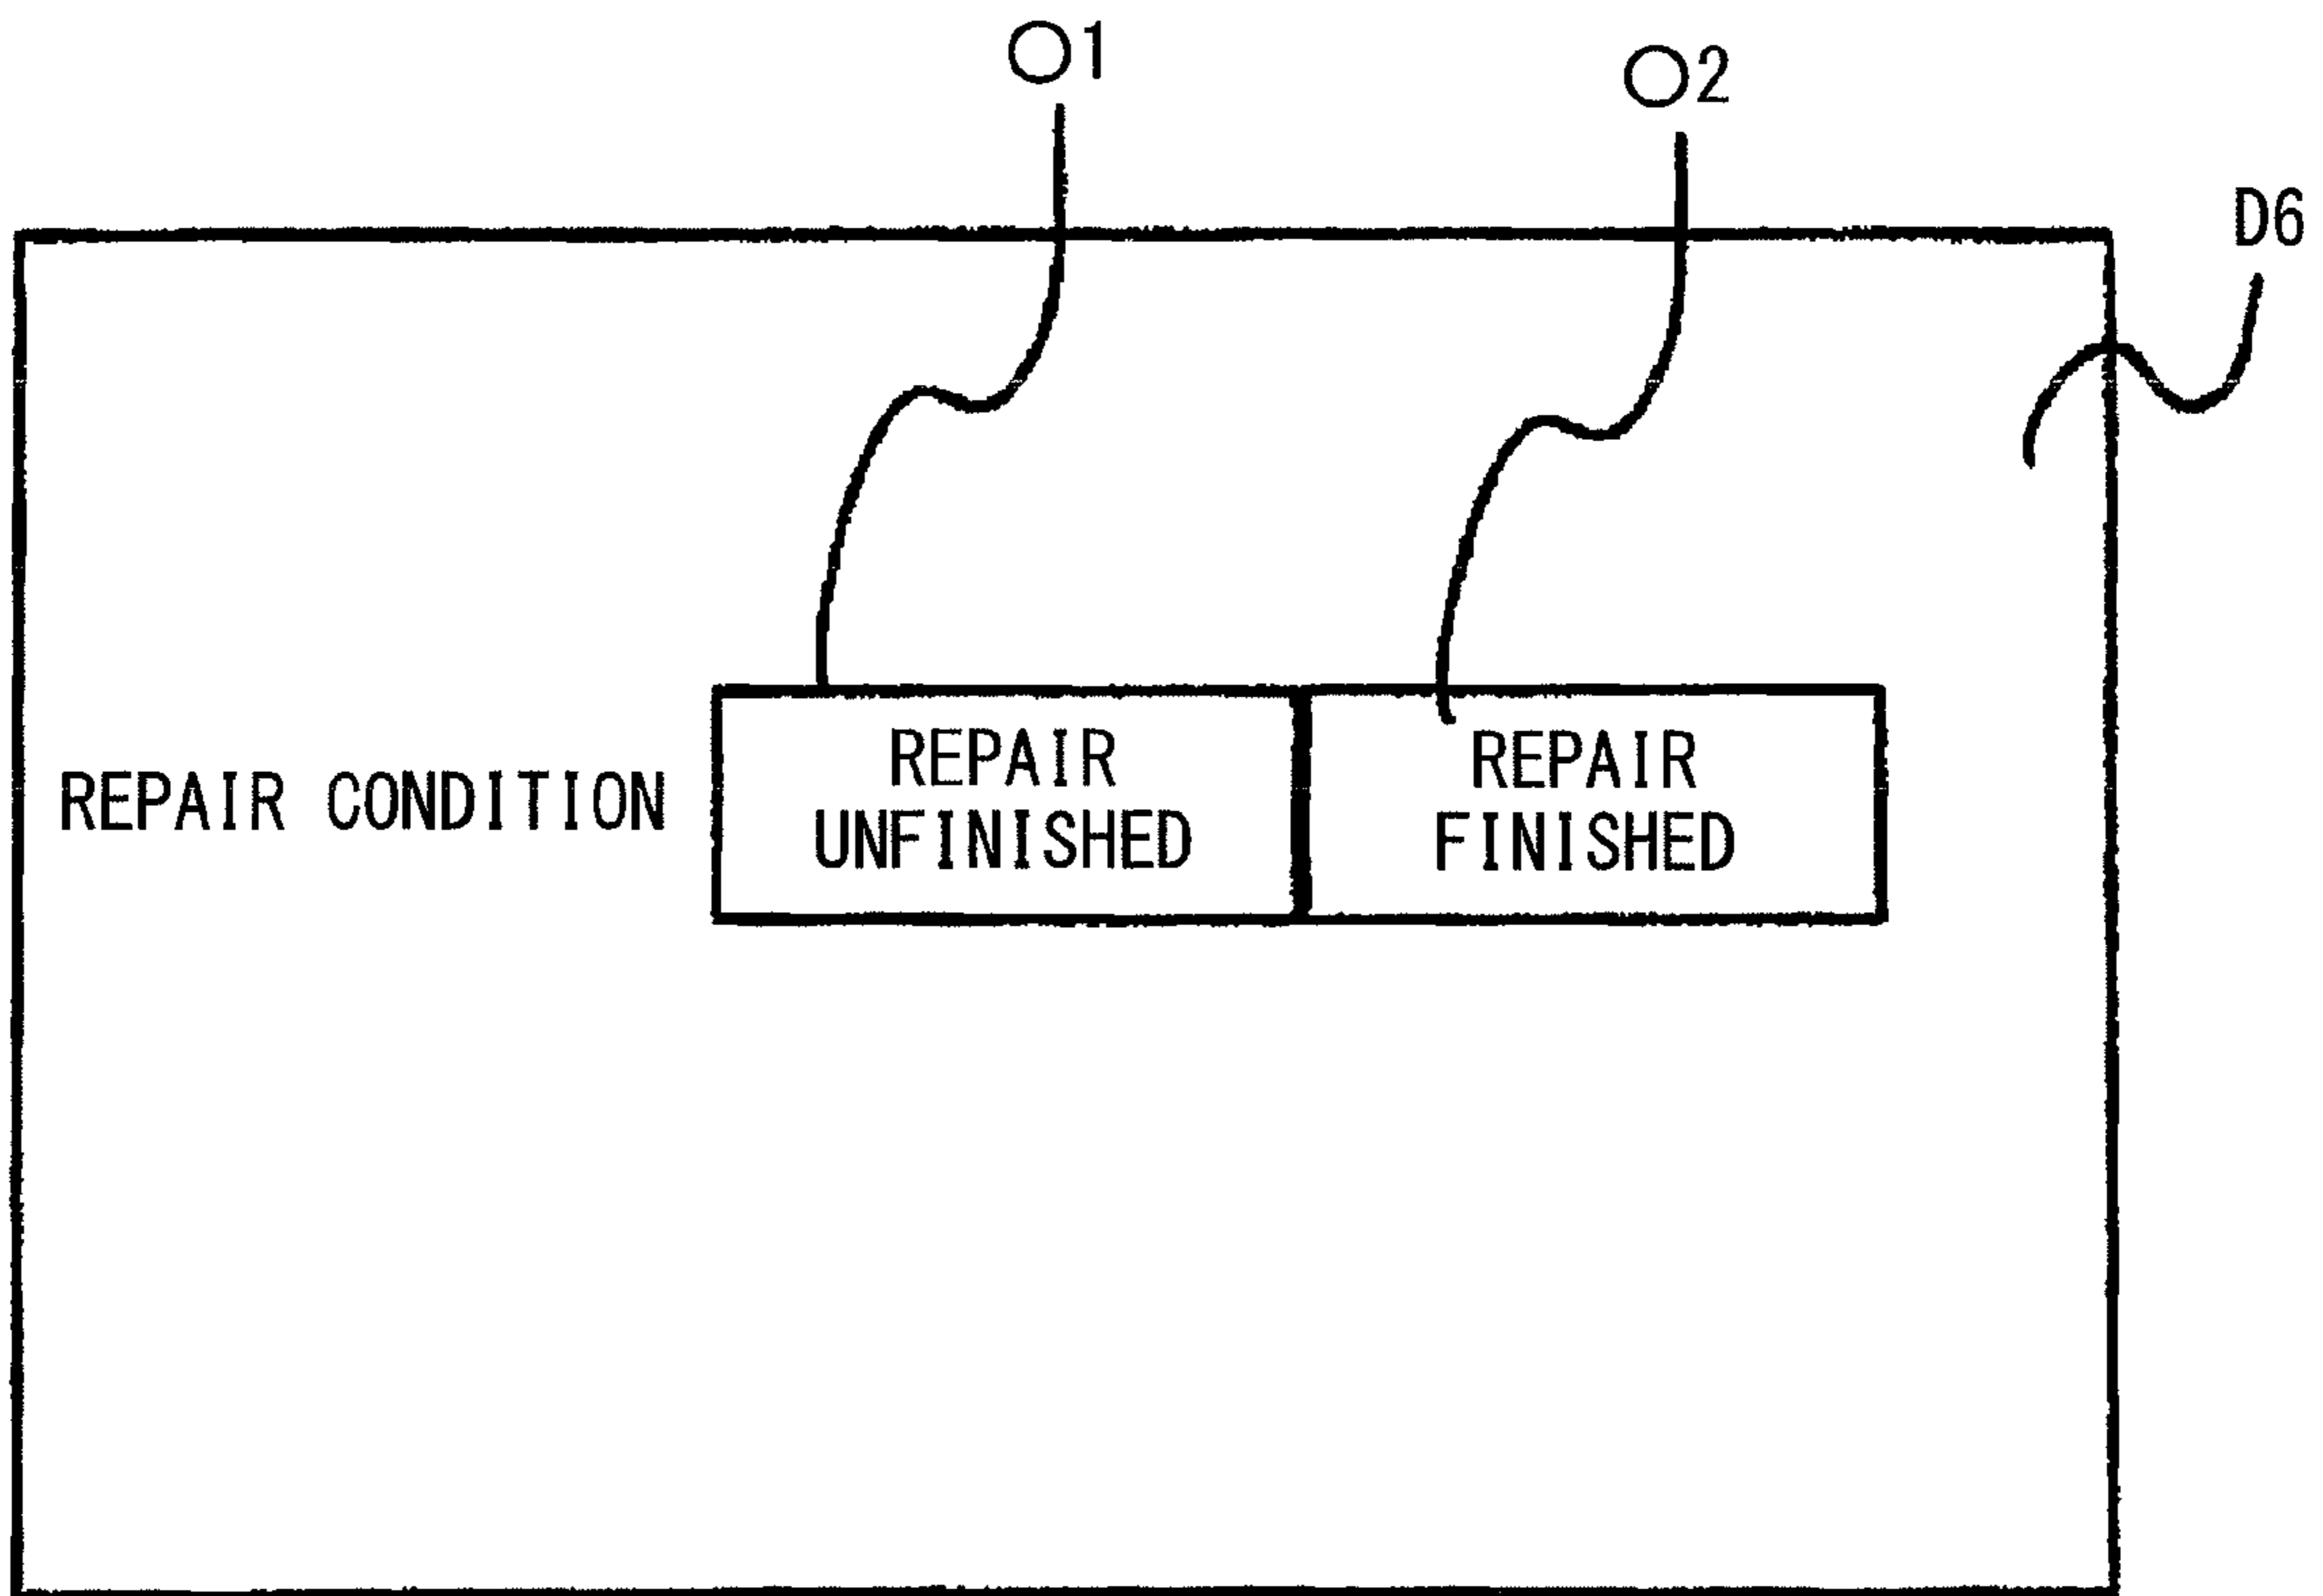 O1
O2
D6
REPAIR CONDITION
REPAIR
UNFINISHED
REPAIR
FINISHED